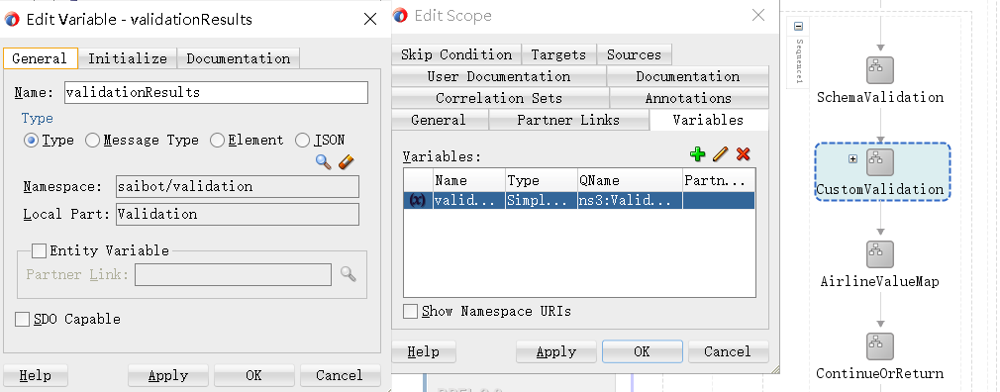 Edit Variable - validationResults
General Initialize Documentation
Name: validationResults
Type
Type Message Type Element JSON
Namespace: saibot/validation
Local Part: Validation
Entity Variable
Partner Link:
SDO Capable
Help Apply OK Cancel
Edit Scope
Skip Condition Targets Sources
User Documentation Documentation
Correlation Sets Annotations
General Partner Links Variables
Variables:
Name Type QName Partn...
(x) valid... Simpl... ns3:Valid...
Show Namespace URIs
Help Apply OK Cancel
Sequence1
SchemaValidation
CustomValidation
AirlineValueMap
ContinueOrReturn